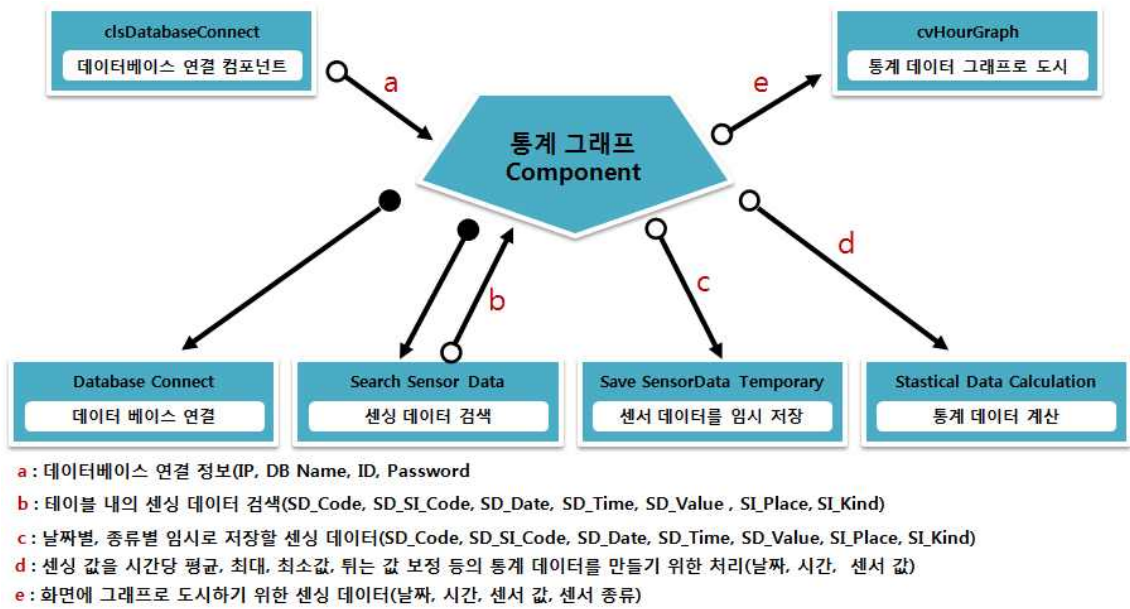 clsDatabaseConnect
데이터베이스 연결 컴포넌트
cvHourGraph
통계 데이터 그래프로 도시
a
e
통계 그래프
Component
b
c
d
Database Connect
데이터 베이스 연결
Search Sensor Data
센싱 데이터 검색
Save SensorData Temporary
센서 데이터를 임시 저장
Stastical Data Calculation
통계 데이터 계산
a : 데이터베이스 연결 정보(IP, DB Name, ID, Password
b : 테이블 내의 센싱 데이터 검색(SD_Code, SD_SI_Code, SD_Date, SD_Time, SD_Value , SI_Place, SI_Kind)
c : 날짜별, 종류별 임시로 저장할 센싱 데이터(SD_Code, SD_SI_Code, SD_Date, SD_Time, SD_Value, SI_Place, SI_Kind)
d : 센싱 값을 시간당 평균, 최대, 최소값, 튀는 값 보정 등의 통계 데이터를 만들기 위한 처리(날짜, 시간, 센서 값)
e : 화면에 그래프로 도시하기 위한 센싱 데이터(날짜, 시간, 센서 값, 센서 종류)